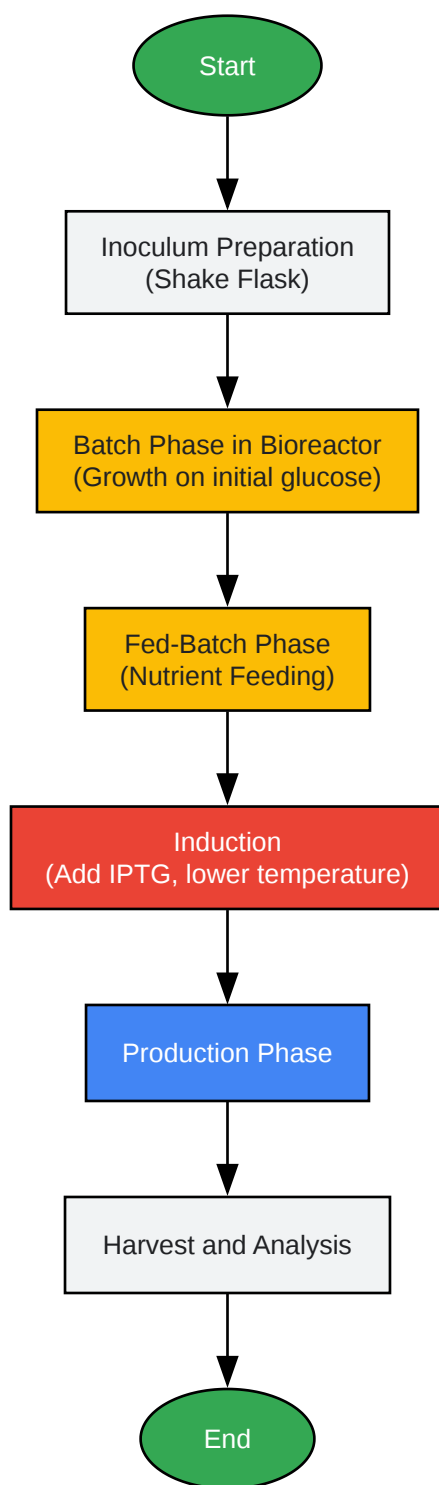 Start
Inoculum Preparation
(Shake Flask)
Batch Phase in Bioreactor
(Growth on initial glucose)
Fed-Batch Phase
(Nutrient Feeding)
Induction
(Add IPTG, lower temperature)
Production Phase
Harvest and Analysis
End